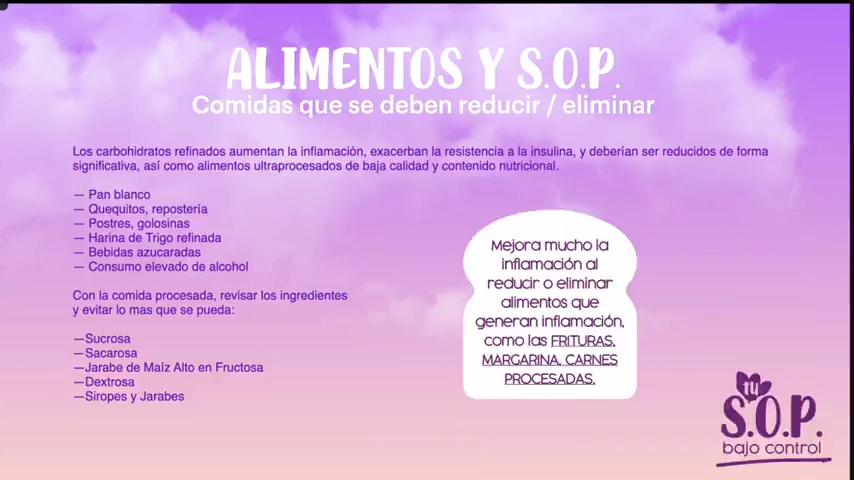 ALIMENTOS Y S.O.P.
Comidas que se deben reducir / eliminar
Los carbohidratos refinados aumentan la inflamación, exacerban la resistencia a la insulina, y deberían ser reducidos de forma
significativa, así como alimentos ultraprocesados de baja calidad y contenido nutricional.
— Pan blanco
— Quequitos, repostería
— Postres, golosinas
— Harina de Trigo refinada
— Bebidas azucaradas
— Consumo elevado de alcohol
Con la comida procesada, revisar los ingredientes
y evitar lo mas que se pueda:
—Sucrosa
—Sacarosa
—Jarabe de Maíz Alto en Fructosa
—Dextrosa
—Siropes y Jarabes
Mejora mucho la
inflamación al
reducir o eliminar
alimentos que
generan inflamación,
como las FRITURAS,
MARGARINA, CARNES
PROCESADAS.
tu
S.O.P.
bajo control